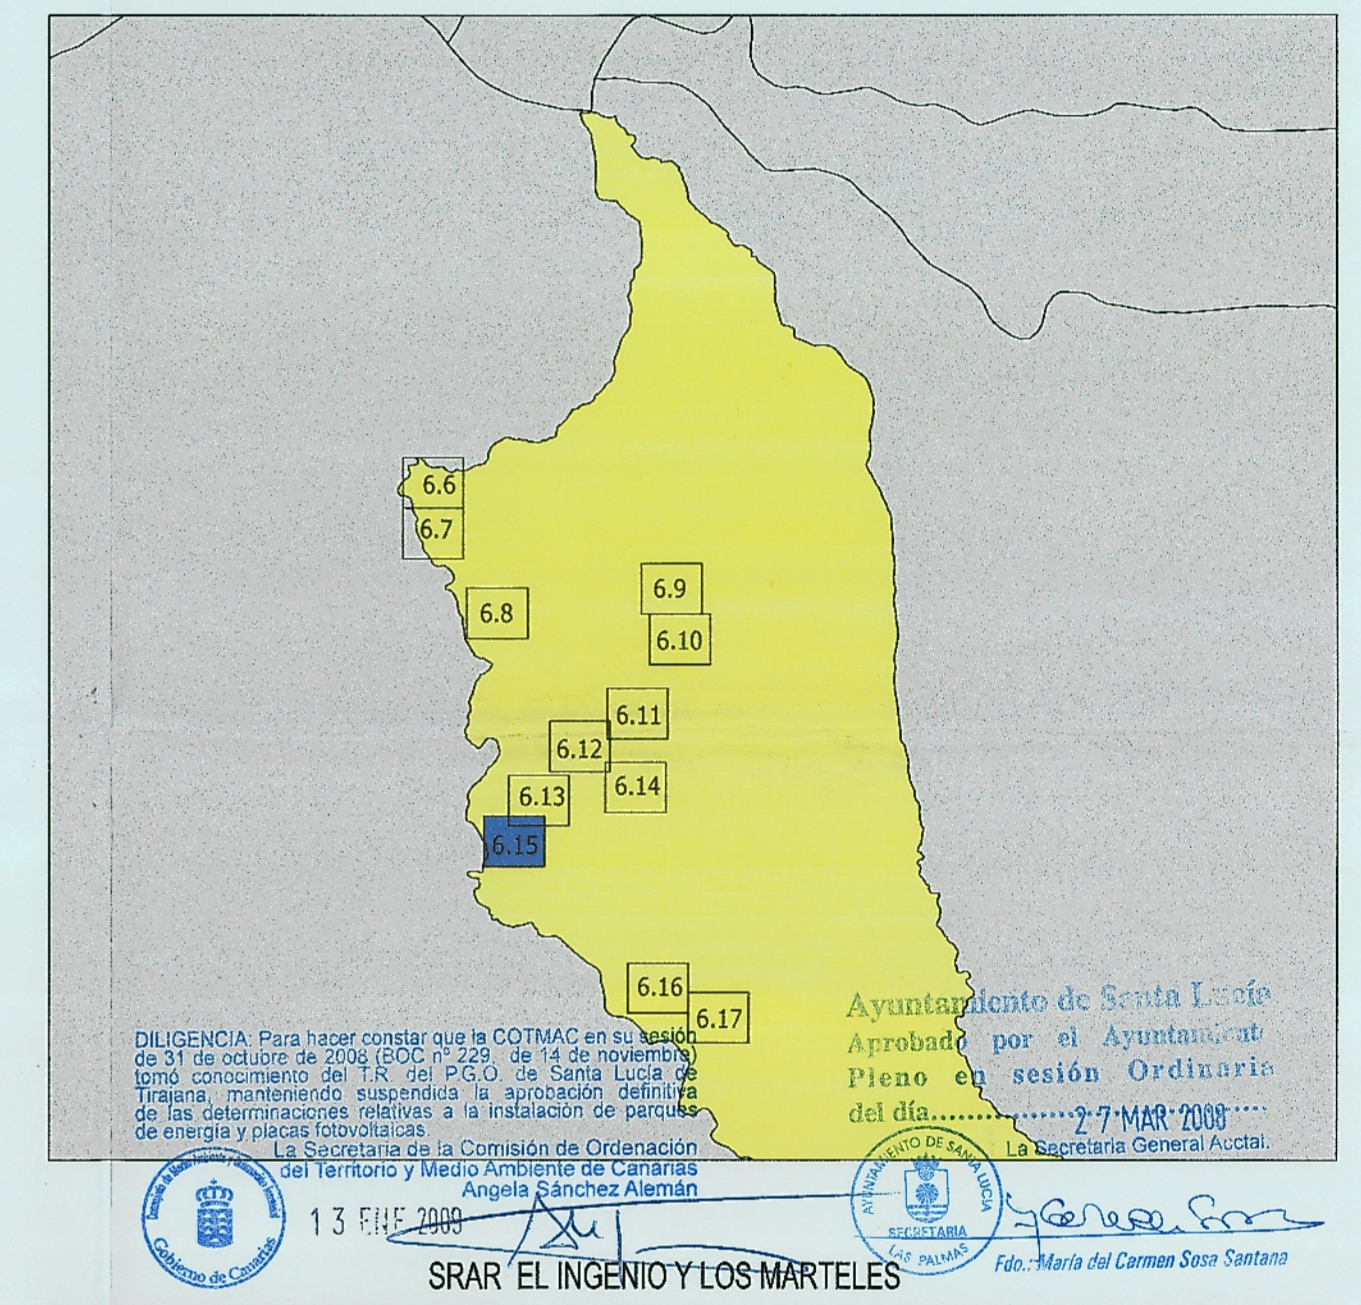 6.6
6.7
6.8
6.9
6.10
6.11
6.12
6.13
6.14
6.15
6.16
6.17
DILIGENCIA: Para hacer constar que la COTMAC en su sesión
de 31 de octubre de 2008 (BOC nº 229, de 14 de noviembre)
tomó conocimiento del T.R. del P.G.O. de Santa Lucía de
Tirajana, manteniendo suspendida la aprobación definitiva
de las determinaciones relativas a la instalación de parques
de energía y placas fotovoltaicas.
La Secretaria de la Comisión de Ordenación
del Territorio y Medio Ambiente de Canarias
Angela Sánchez Alemán
13 ENE 2009
Gobierno de Canarias
Ayuntamiento de Santa Lucía
Aprobado por el Ayuntamiento
Pleno en sesión Ordinaria
del día 27 MAR 2008
La Secretaria General Acctal.
AYUNTAMIENTO DE SANTA LUCIA
SECRETARIA
LAS PALMAS
Fdo.: María del Carmen Sosa Santana
SRAR EL INGENIO Y LOS MARTELES